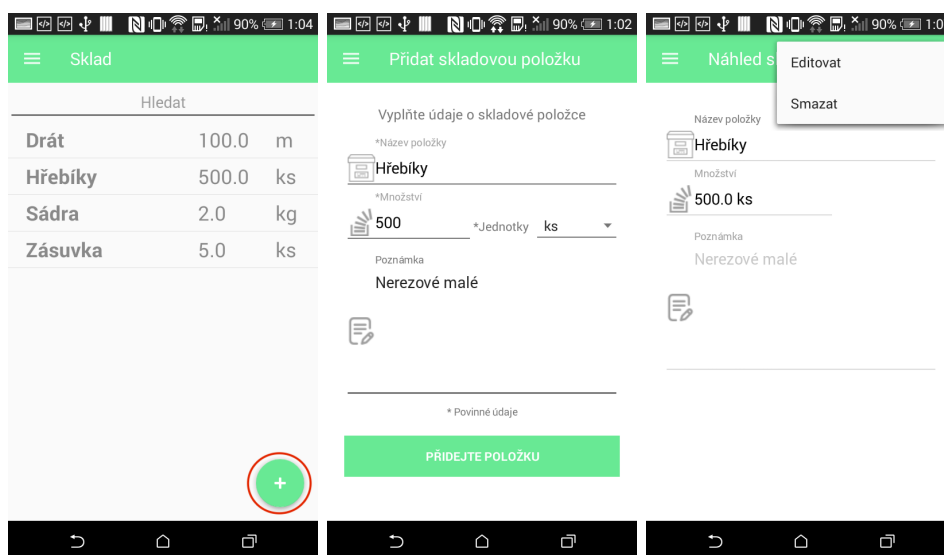 90% 1:04
Sklad
Hledat
Drát 100.0 m
Hřebíky 500.0 ks
Sádra 2.0 kg
Zásuvka 5.0 ks
+
90% 1:02
Přidat skladovou položku
Vyplňte údaje o skladové položce
*Název položky
Hřebíky
*Množství
500 *Jednotky ks
Poznámka
Nerezové malé
* Povinné údaje
PŘIDEJTE POLOŽKU
90% 1:0
Náhled s
Editovat
Smazat
Název položky
Hřebíky
Množství
500.0 ks
Poznámka
Nerezové malé